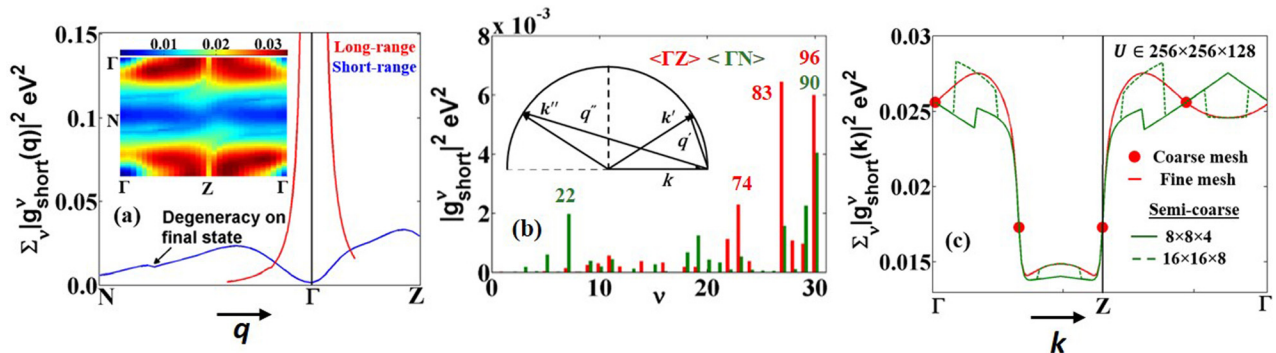 0.15
0.1
0.05
0.0
Σν|g^ν_short(q)|² eV²
0.01 0.02 0.03
Γ
N
Γ Z Γ
Long-range
Short-range
(a)
Degeneracy on
final state
N Γ Z
q
x 10⁻³
8
6
4
2
0
|g^ν_short|² eV²
<ΓZ> <ΓN>
96
90
83
74
22
k''
q''
k'
q'
k
(b)
0 10 20 30
ν
0.03
0.025
0.02
0.015
Σν|g^ν_short(k)|² eV²
U ∈ 256×256×128
Coarse mesh
Fine mesh
Semi-coarse
8×8×4
16×16×8
(c)
Γ Z Γ
k